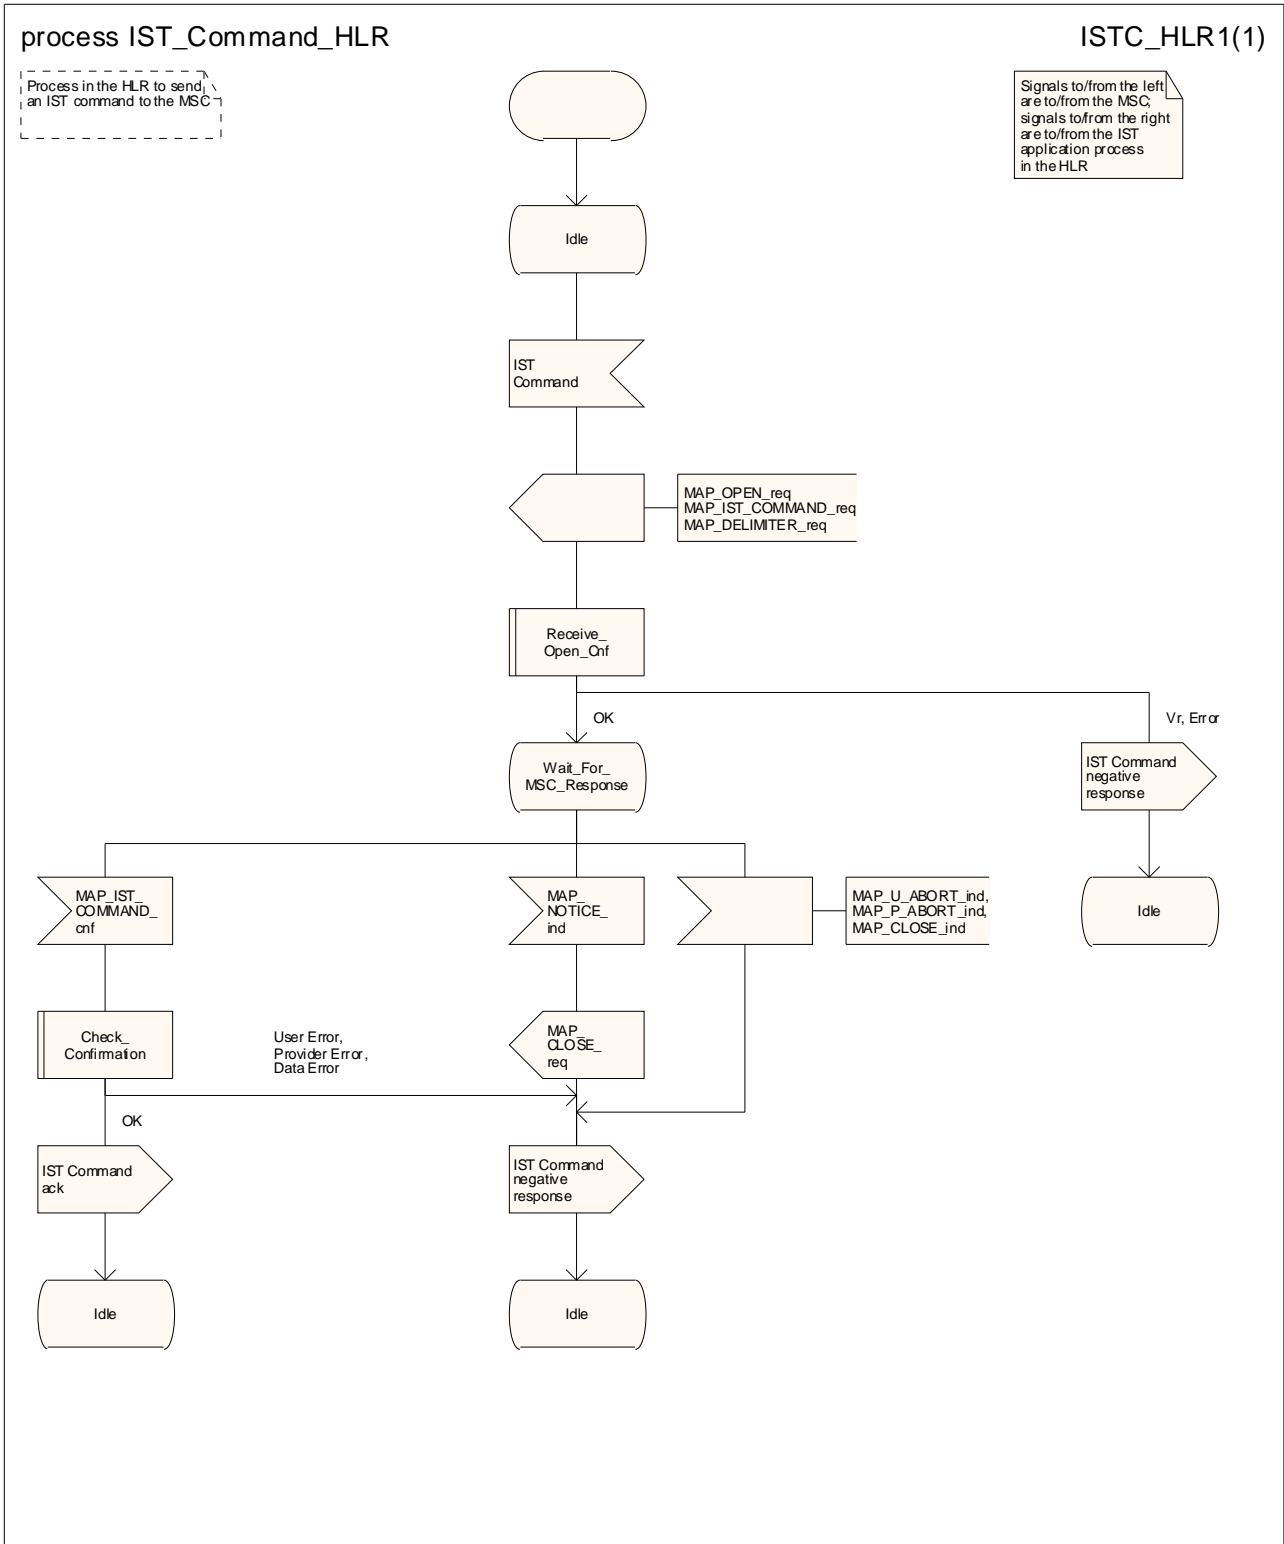 process IST_Command_HLR
ISTC_HLR1(1)
Process in the HLR to send
an IST command to the MSC
Signals to/from the left
are to/from the MSC;
signals to/from the right
are to/from the IST
application process
in the HLR
Idle
IST
Command
MAP_OPEN_req
MAP_IST_COMMAND_req
MAP_DELIMITER_req
Receive_
Open_Cnf
OK
Vr, Error
Wait_For_
MSC_Response
IST Command
negative
response
MAP_IST_
COMMAND_
cnf
MAP_
NOTICE_
ind
MAP_U_ABORT_ind,
MAP_P_ABORT_ind,
MAP_CLOSE_ind
Idle
Check_
Confirmation
User Error,
Provider Error,
Data Error
MAP_
CLOSE_
req
OK
IST Command
ack
IST Command
negative
response
Idle
Idle